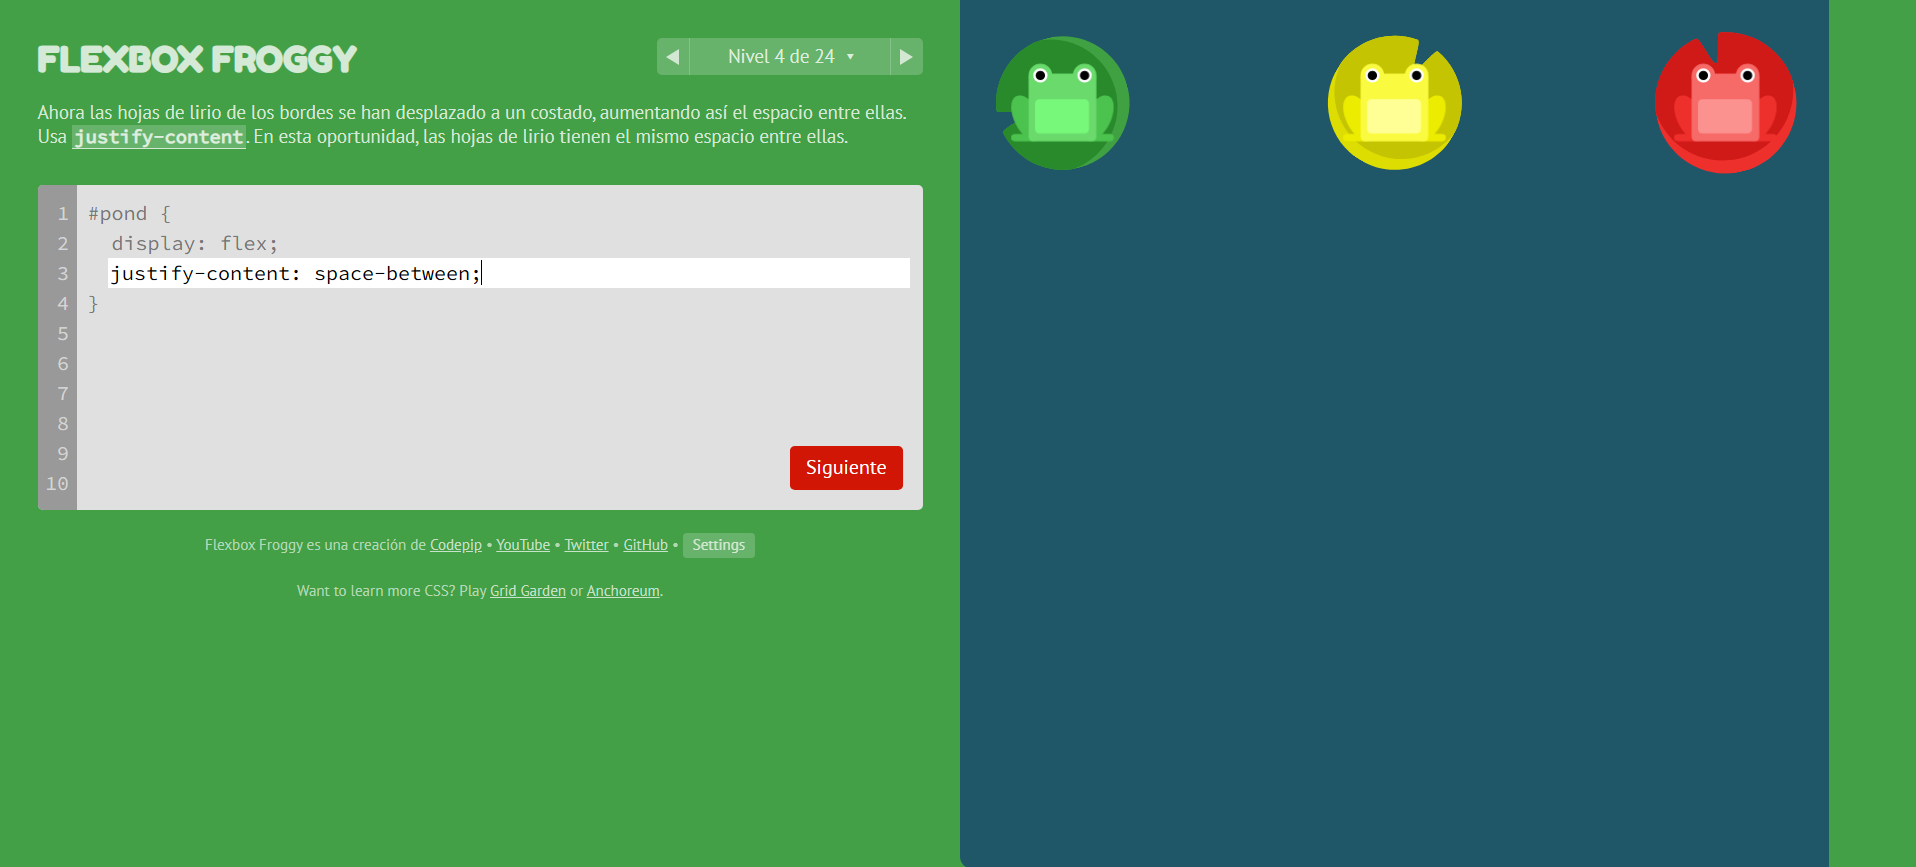 FLEXBOX FROGGY
Nivel 4 de 24
Ahora las hojas de lirio de los bordes se han desplazado a un costado, aumentando así el espacio entre ellas.
Usa justify-content. En esta oportunidad, las hojas de lirio tienen el mismo espacio entre ellas.
1 #pond {
2 display: flex;
3 justify-content: space-between;
4 }
5
6
7
8
9
10
Siguiente
Flexbox Froggy es una creación de Codepip • YouTube • Twitter • GitHub • Settings
Want to learn more CSS? Play Grid Garden or Anchoreum.